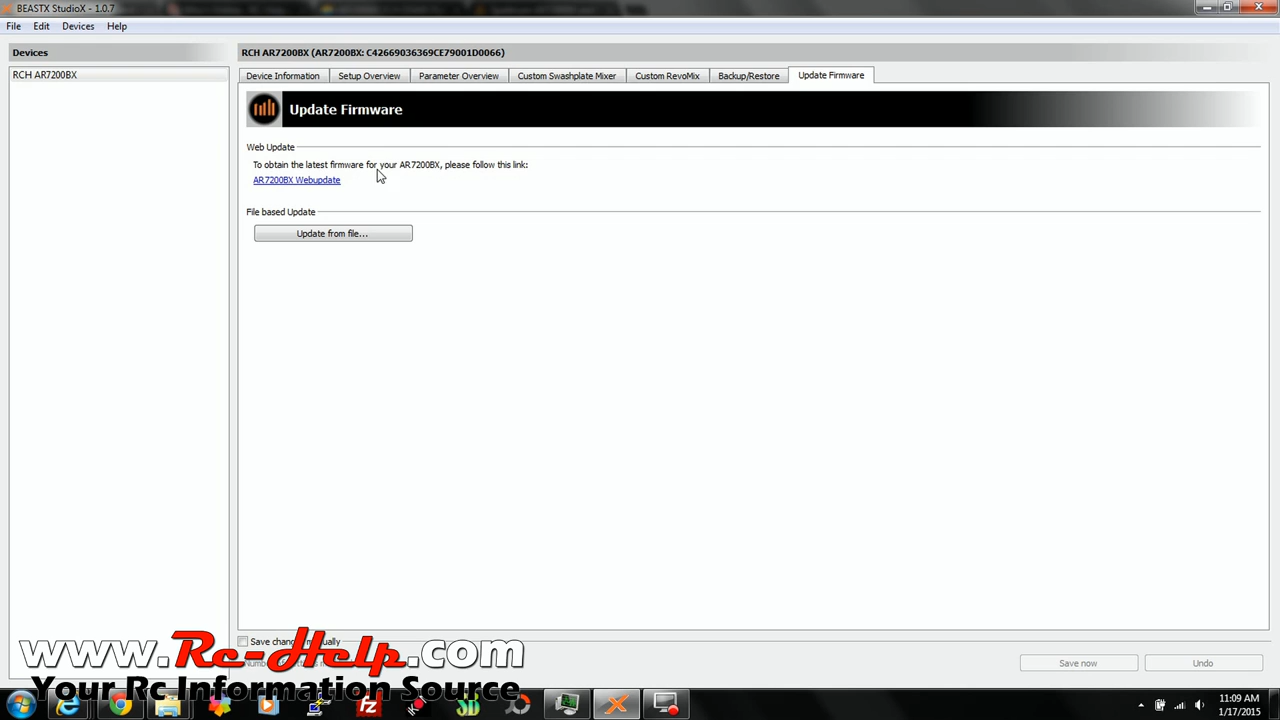 BEASTX StudioX - 1.0.7
File Edit Devices Help
Devices
RCH AR7200BX (AR7200BX: C42669036369CE79001D0066)
RCH AR7200BX
Device Information Setup Overview Parameter Overview Custom Swashplate Mixer Custom RevoMix Backup/Restore Update Firmware
Update Firmware
Web Update
To obtain the latest firmware for your AR7200BX, please follow this link:
AR7200BX Webupdate
File based Update
Update from file...
Save
Save now Undo
www.Rc-Help.com
Your Rc Information Source
fz
11:09 AM
1/17/2015